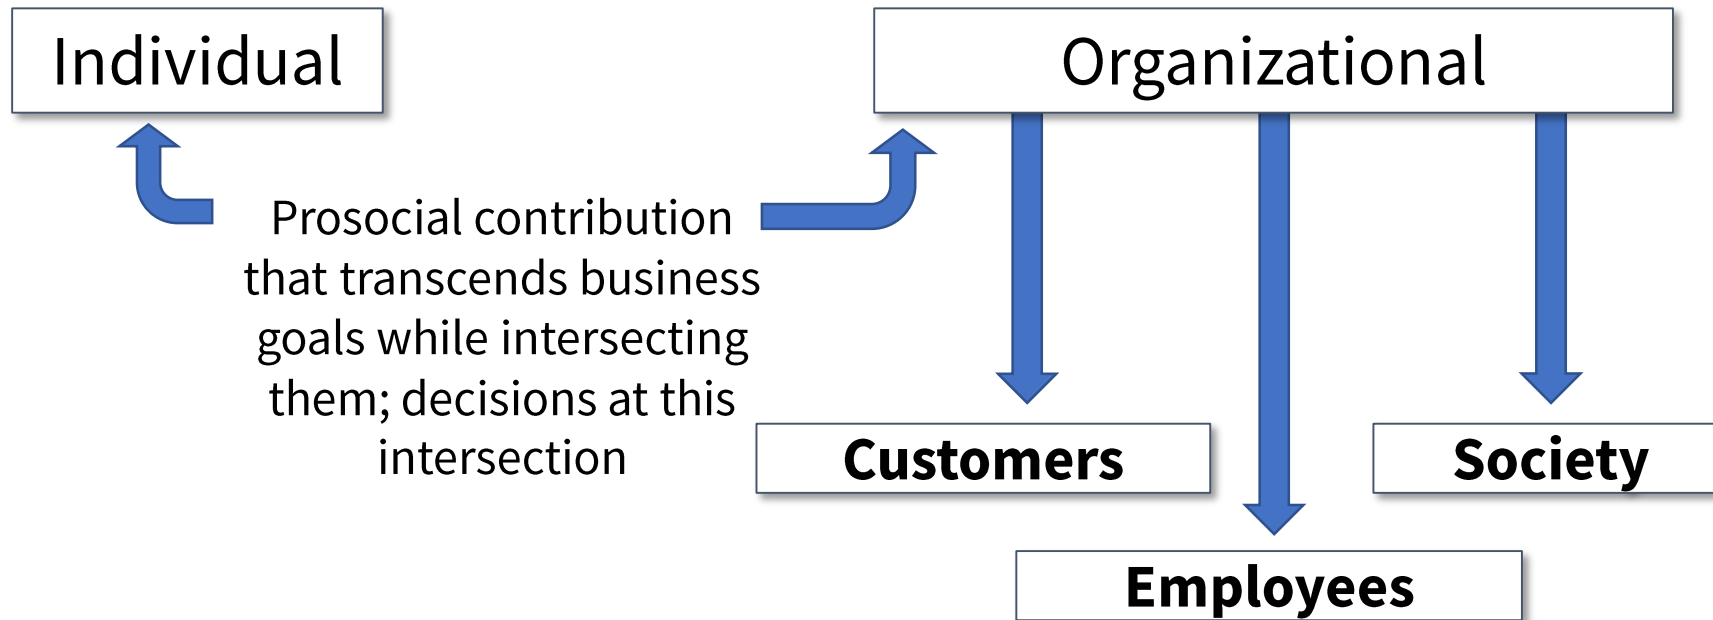 Individual
Organizational
Prosocial contribution
that transcends business
goals while intersecting
them; decisions at this
intersection
Customers
Society
Employees